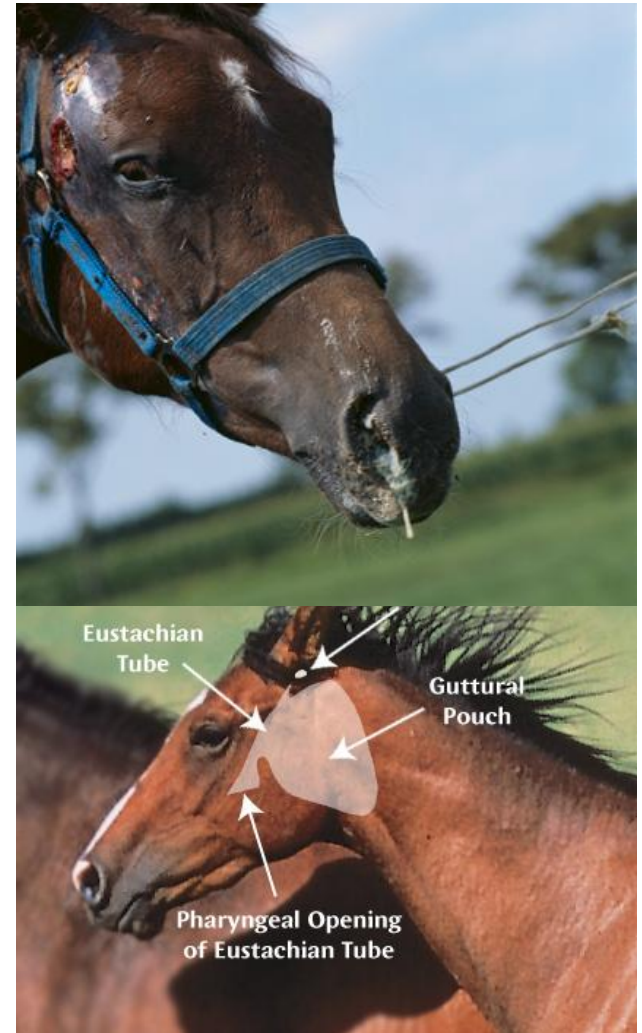 Eustachian
Tube
Guttural
Pouch
Pharyngeal Opening
of Eustachian Tube